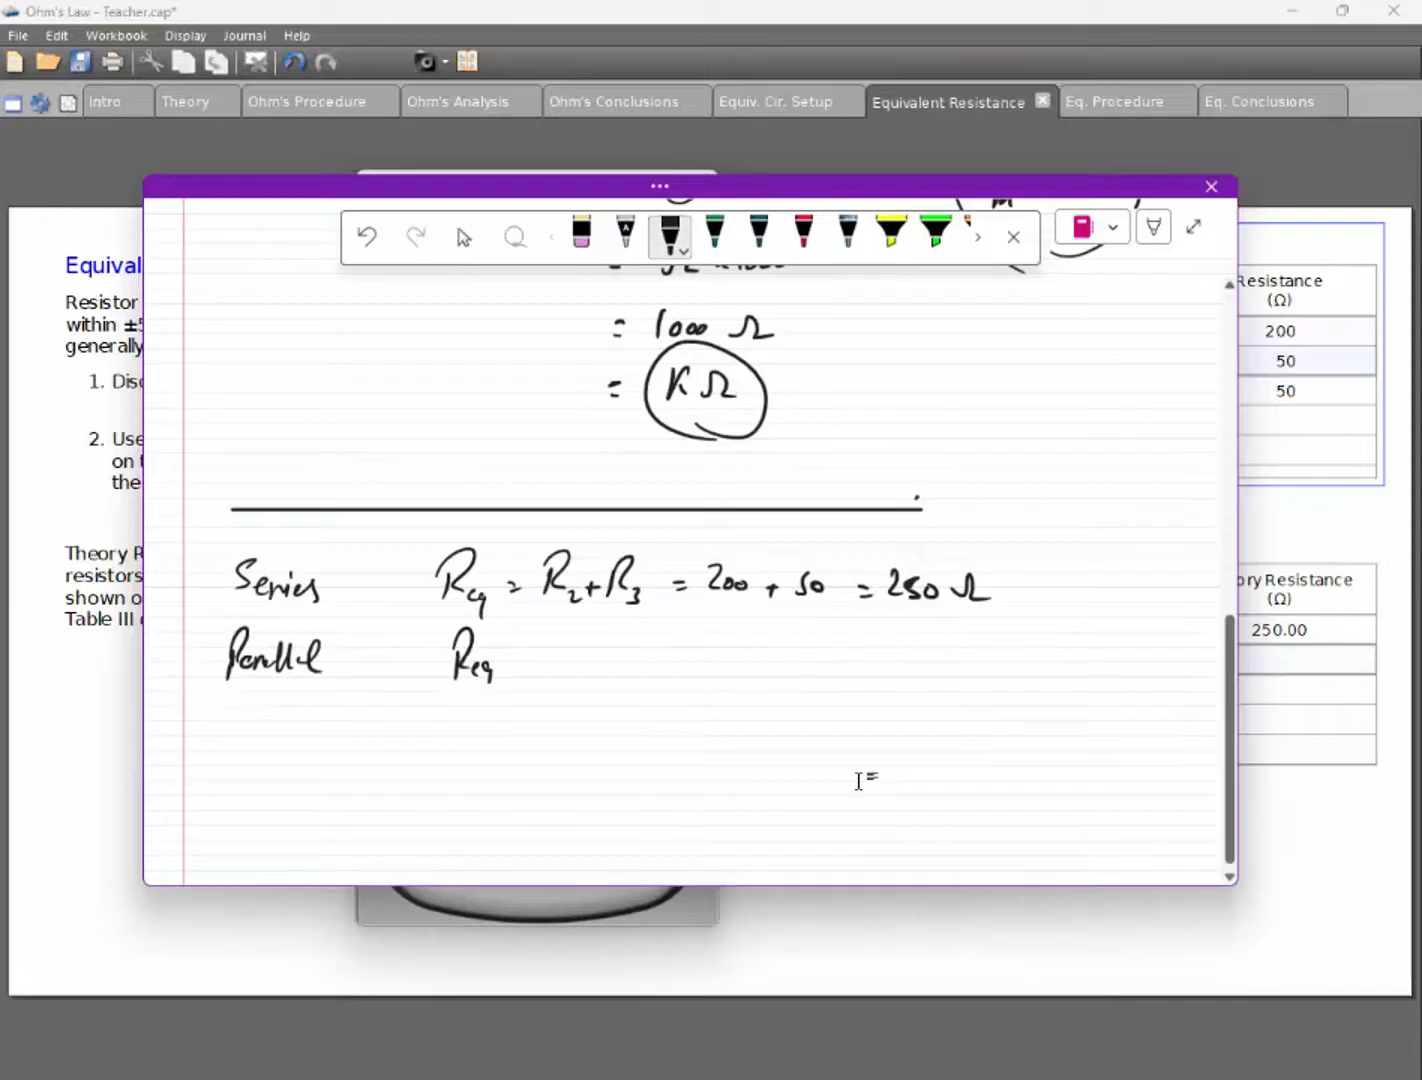 Ohm's Law - Teacher.cap*
File Edit Workbook Display Journal Help
Intro Theory Ohm's Procedure Ohm's Analysis Ohm's Conclusions Equiv. Cir. Setup Equivalent Resistance Eq. Procedure Eq. Conclusions
A
Equival
Resistor
within ±5
generally
1. Disc
2. Use
on t
the
Theory R
resistors
shown o
Table III
= 1000 Ω
= KΩ
Series Req = R2 + R3 = 200 + 50 = 250 Ω
Parallel Req
=
Resistance
(Ω)
200
50
50
ory Resistance
(Ω)
250.00